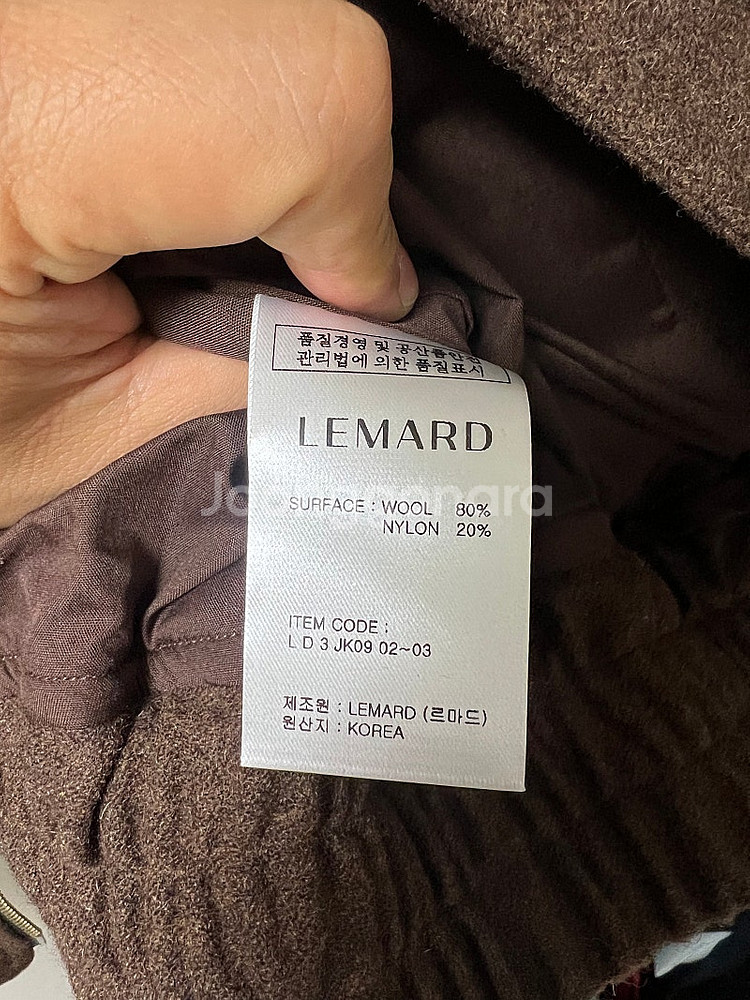 품질경영 및 공산품안전
관리법에 의한 품질표시
LEMARD
SURFACE : WOOL 80%
NYLON 20%
Joongganara
ITEM CODE :
L D 3 JK09 02~03
제조원 : LEMARD (르마드)
원산지 : KOREA